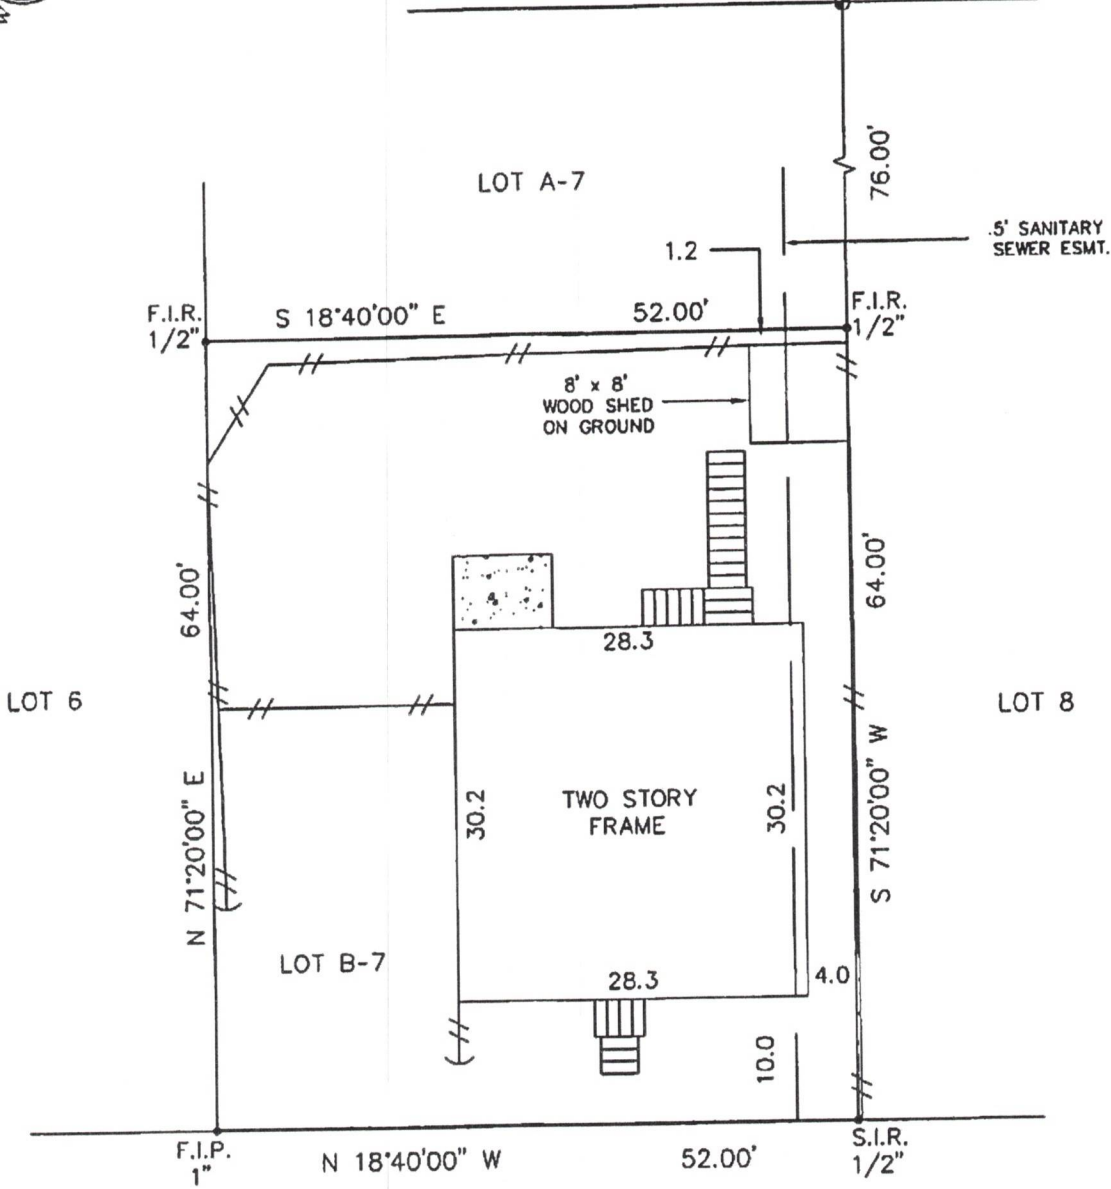 76.00'
LOT A-7
.5' SANITARY
SEWER ESMT.
1.2
F.I.R.
1/2"
S 18°40'00" E
52.00'
F.I.R.
1/2"
8' x 8'
WOOD SHED
ON GROUND
64.00'
64.00'
28.3
LOT 6
LOT 8
N 71°20'00" E
30.2
TWO STORY
FRAME
30.2
S 71°20'00" W
LOT B-7
28.3
4.0
10.0
F.I.P.
1"
N 18°40'00" W
52.00'
S.I.R.
1/2"